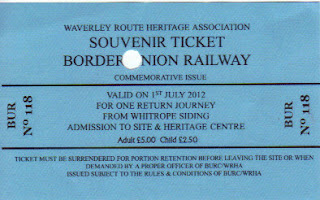 WAVERLEY ROUTE HERITAGE ASSOCIATION
SOUVENIR TICKET
BORDER NION RAILWAY
COMMEMORATIVE ISSUE
VALID ON 1ST JULY 2012
FOR ONE RETURN JOURNEY
FROM WHITROPE SIDING
ADMISSION TO SITE & HERITAGE CENTRE
Adult £5.00 Child £2.50
BUR
Nº 118
BUR
Nº 118
TICKET MUST BE SURRENDERED FOR PORTION RETENTION BEFORE LEAVING THE SITE OR WHEN
DEMANDED BY A PROPER OFFICER OF BURC/WRHA
ISSUED SUBJECT TO THE RULES & CONDITIONS OF BURC/WRHA